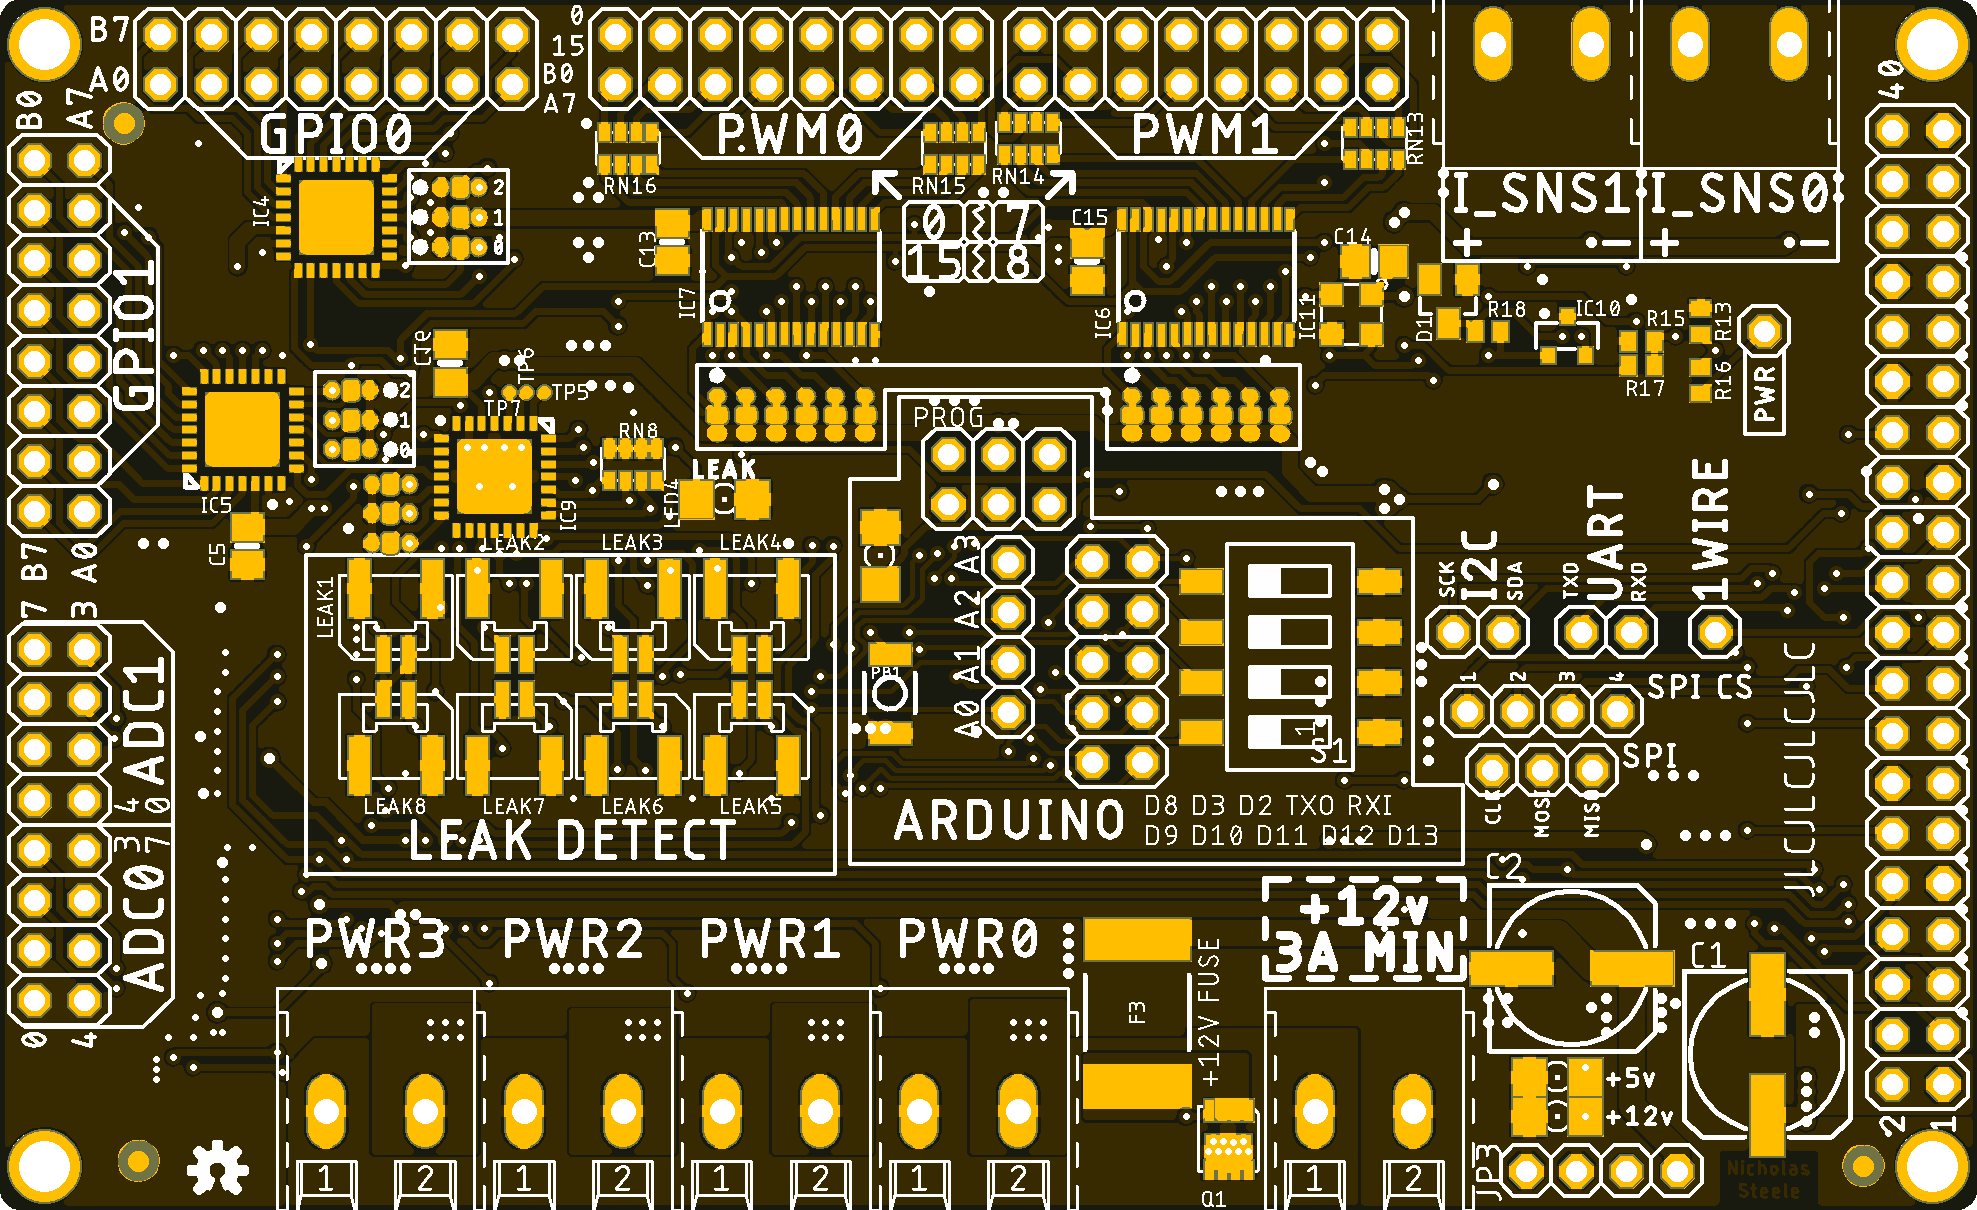 B7
A0
B0
A7
GPIO0
0
15
B0
A7
PWM0
PWM1
RN16
RN15
RN14
RN13
I_SNS1
I_SNS0
+
-
+
-
40
IC4
2
1
0
C13
IC7
0 7
15 8
C15
IC6
C14
IC11
D1
R18
IC10
R15
R13
R17
R16
PWR
GPIO1
TP6
TP5
TP7
2
1
0
IC5
C5
IC9
RN8
LEAK
LED4
PROG
B7
A0
7
3
LEAK1
LEAK2
LEAK3
LEAK4
LEAK8
LEAK7
LEAK6
LEAK5
LEAK DETECT
A3
A2
A1
A0
PB1
1
S1
ARDUINO
D8 D3 D2 TXO RXI
D9 D10 D11 D12 D13
SCK
I2C
SDA
TXD
UART
RXD
1WIRE
1
2
3
4
SPI CS
SPI
CLK
MOSI
MISO
JLCJLCJLCJLC
ADC1
4
0
3
7
ADC0
0
4
PWR3
PWR2
PWR1
PWR0
F3
+12V FUSE
+12v
3A MIN
C2
C1
+5v
+12v
1
2
1
2
1
2
1
2
Q1
1
2
JP3
2
1
Nicholas
Steele